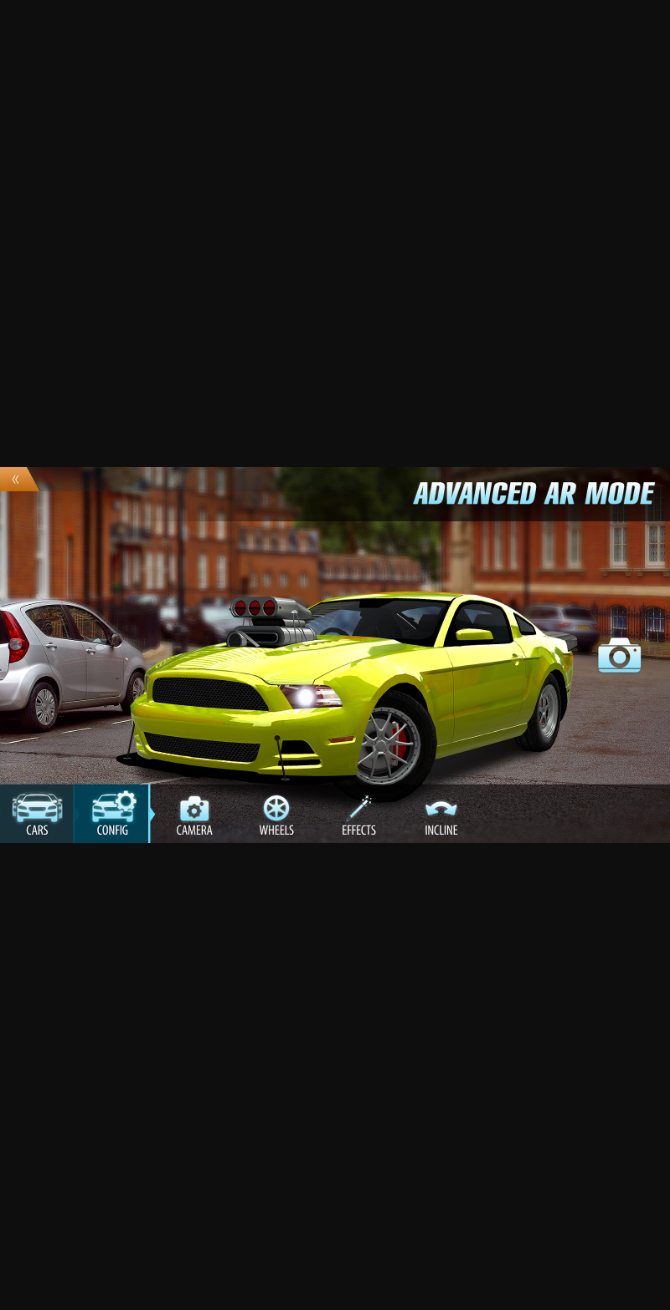 ADVANCED AR MODE
CARS
CONFIG
CAMERA
WHEELS
EFFECTS
INCLINE